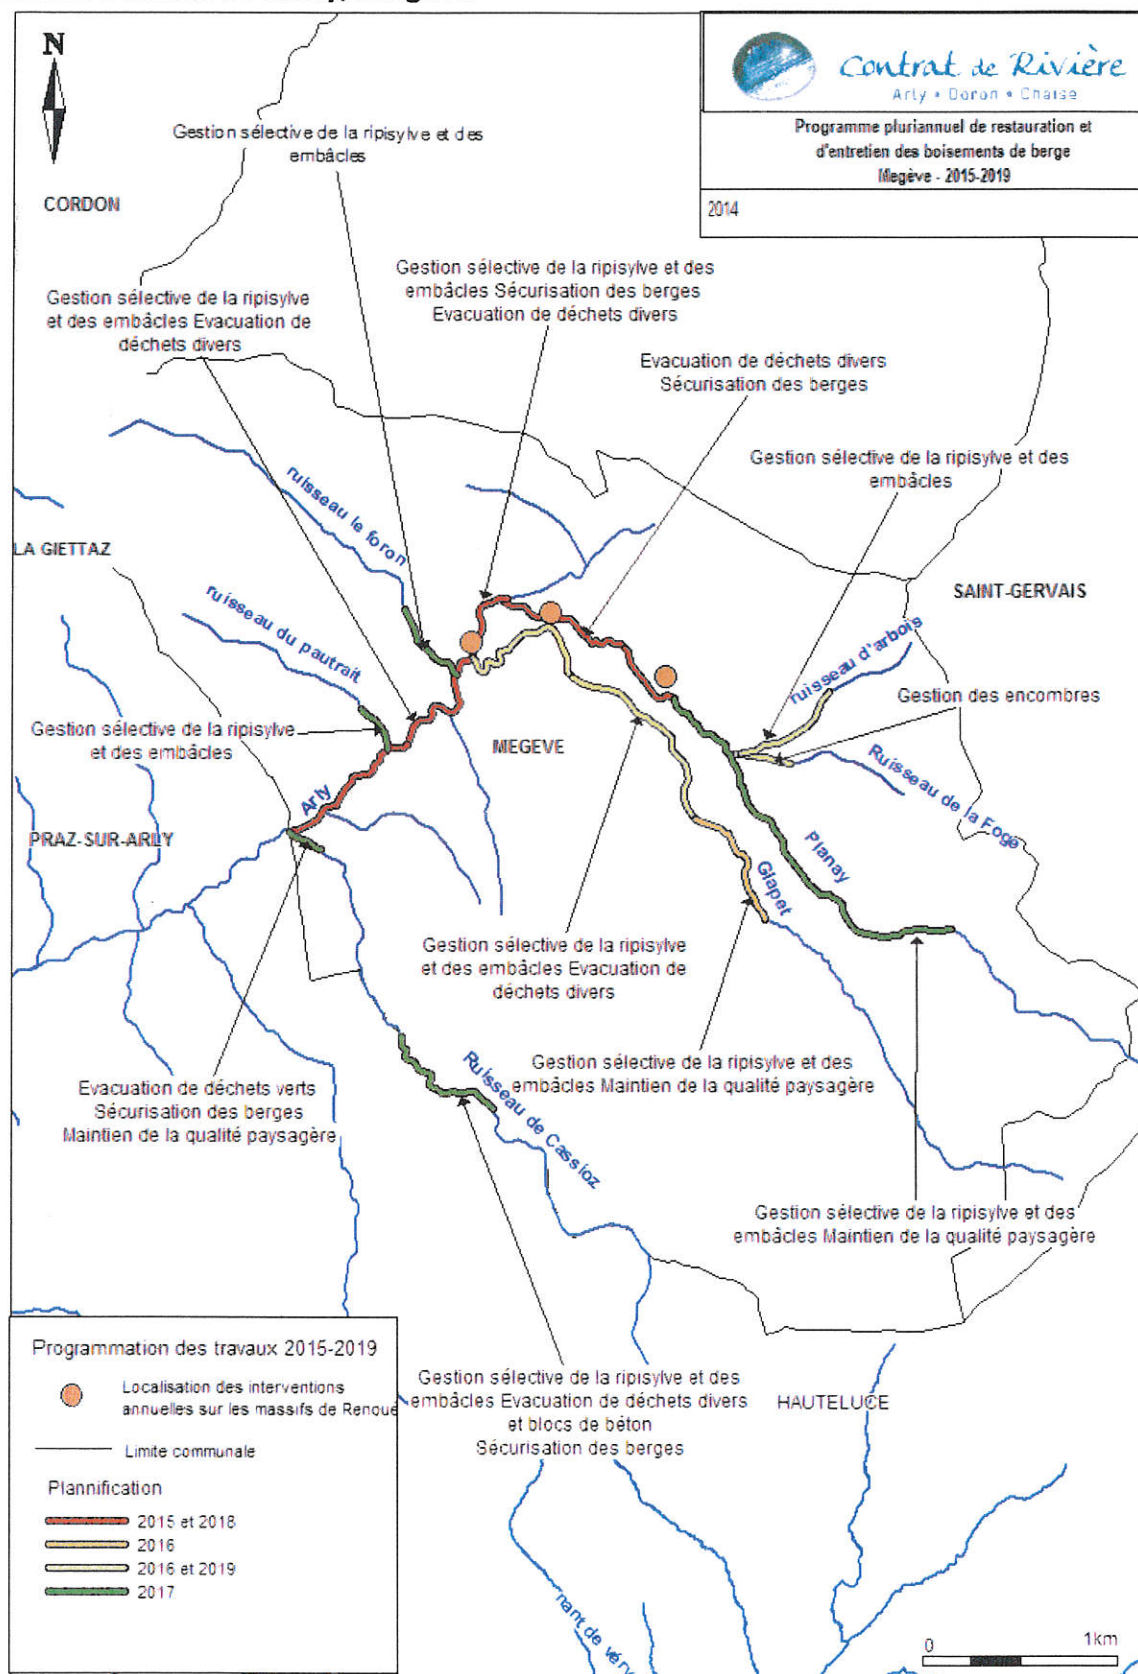 N
Contrat de Rivière
Arly • Doron • Chaise
Programme pluriannuel de restauration et
d'entretien des boisements de berge
Megève - 2015-2019
2014
Gestion sélective de la ripisylve et des
embâcles
CORDON
Gestion sélective de la ripisylve et des
embâcles Sécurisation des berges
Evacuation de déchets divers
Gestion sélective de la ripisylve
et des embâcles Evacuation de
déchets divers
Evacuation de déchets divers
Sécurisation des berges
Gestion sélective de la ripisylve et des
embâcles
ruisseau le foron
LA GIETTAZ
SAINT-GERVAIS
ruisseau du pautrait
ruisseau d'arbois
Gestion des encombres
Gestion sélective de la ripisylve
et des embâcles
MEGEVE
Ruisseau de la Foge
Arly
PRAZ-SUR-ARLY
Planay
Glapet
Gestion sélective de la ripisylve
et des embâcles Evacuation de
déchets divers
Gestion sélective de la ripisylve et des
embâcles Maintien de la qualité paysagère
Evacuation de déchets verts
Sécurisation des berges
Maintien de la qualité paysagère
Ruisseau de Cassioz
Gestion sélective de la ripisylve et des
embâcles Maintien de la qualité paysagère
Gestion sélective de la ripisylve et des
embâcles Evacuation de déchets divers
et blocs de béton
Sécurisation des berges
HAUTELUCE
Programmation des travaux 2015-2019
Localisation des interventions
annuelles sur les massifs de Renoue
Limite communale
Plannification
2015 et 2018
2016
2016 et 2019
2017
nant de verv
0 1km